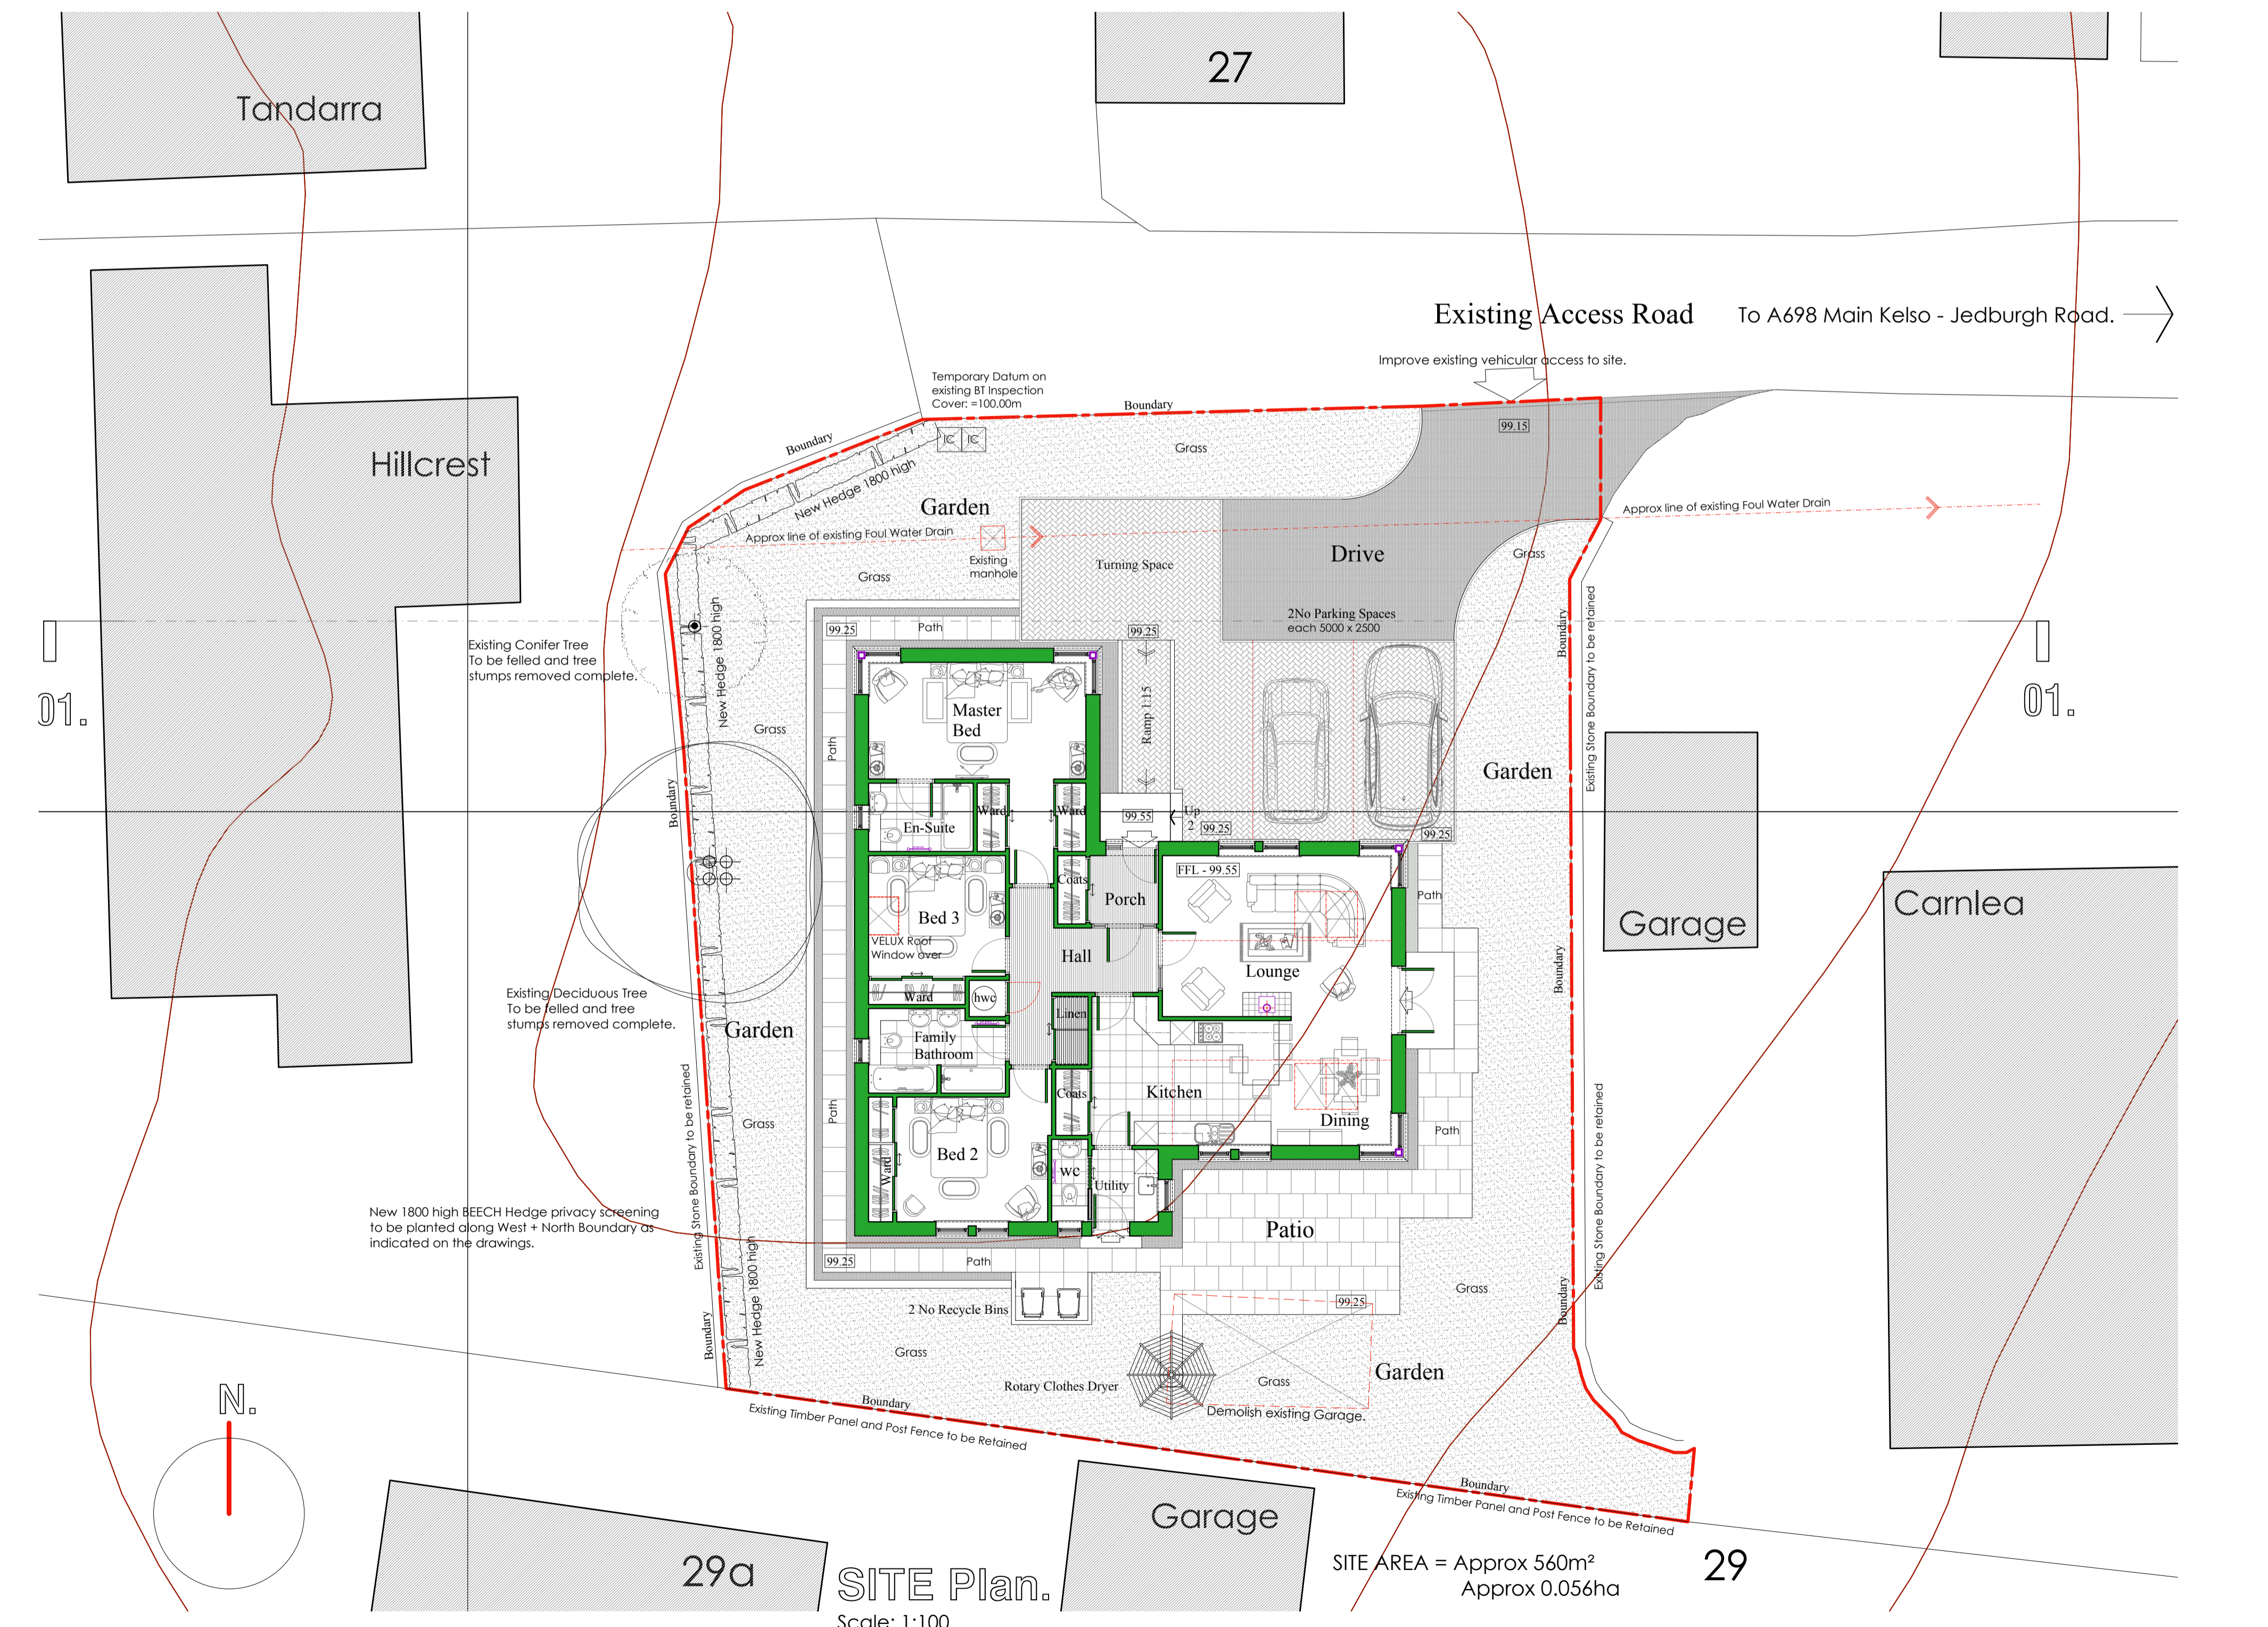 Tandarra
27
Existing Access Road
To A698 Main Kelso - Jedburgh Road.
Improve existing vehicular access to site.
Temporary Datum on
existing BT Inspection
Cover: =100.00m
Boundary
Boundary
99.15
IC
IC
Grass
Hillcrest
New Hedge 1800 high
Garden
Approx line of existing Foul Water Drain
Approx line of existing Foul Water Drain
Existing
manhole
Turning Space
Drive
Grass
Grass
2No Parking Spaces
each 5000 x 2500
99.25
Path
99.25
Boundary
Existing Stone Boundary to be retained
New Hedge 1800 high
Existing Conifer Tree
To be felled and tree
stumps removed complete.
01.
01.
Master
Bed
Ramp 1:15
Grass
Path
Garden
Boundary
En-Suite
Ward
Ward
99.55
Up
2
99.25
99.25
FFL - 99.55
Coats
Porch
Path
Bed 3
VELUX Roof
Window over
Hall
Lounge
Garage
Carnlea
Boundary
Existing Deciduous Tree
To be felled and tree
stumps removed complete.
Ward
hwc
Linen
Garden
Family
Bathroom
Kitchen
Coats
Dining
Path
Grass
Path
Existing Stone Boundary to be retained
Existing Stone Boundary to be retained
Bed 2
Ward
wc
Utility
New 1800 high BEECH Hedge privacy screening
to be planted along West + North Boundary as
indicated on the drawings.
Patio
99.25
Path
Grass
99.25
2 No Recycle Bins
New Hedge 1800 high
Boundary
Boundary
Grass
Rotary Clothes Dryer
Grass
Garden
Demolish existing Garage.
N.
Boundary
Existing Timber Panel and Post Fence to be Retained
Boundary
Existing Timber Panel and Post Fence to be Retained
Garage
29a
SITE Plan.
Scale: 1:100
SITE AREA = Approx 560m²
Approx 0.056ha
29